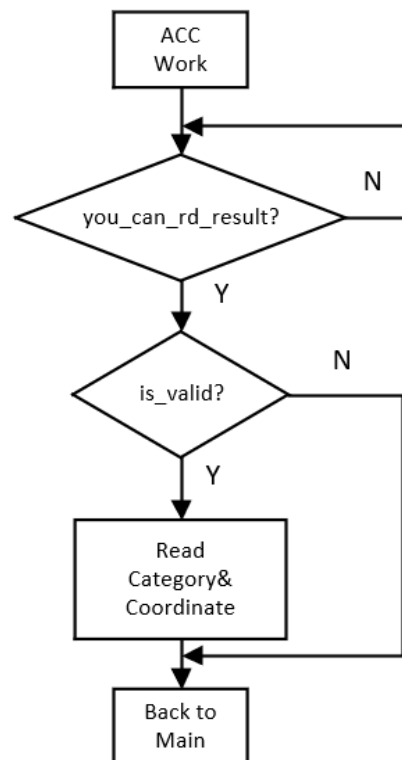 ACC
Work
N
you_can_rd_result?
Y
N
is_valid?
Y
Read
Category&
Coordinate
Back to
Main